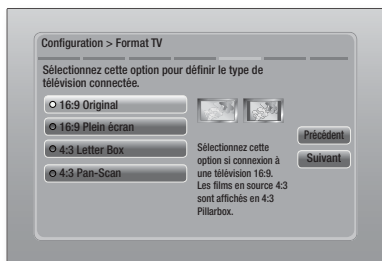 Configuration > Format TV
Sélectionnez cette option pour définir le type de
télévision connectée.
16:9 Original
16:9 Plein écran
4:3 Letter Box
4:3 Pan-Scan
Sélectionnez cette
option si connexion à
une télévision 16:9.
Les films en source 4:3
sont affichés en 4:3
Pillarbox.
Précédent
Suivant